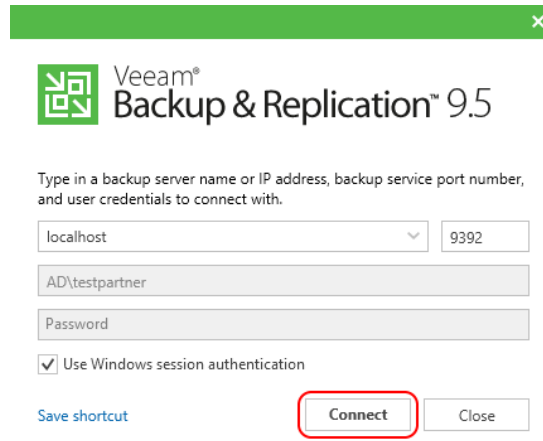 Veeam®
Backup & Replication™ 9.5
Type in a backup server name or IP address, backup service port number,
and user credentials to connect with.
localhost 9392
AD\testpartner
Password
Use Windows session authentication
Save shortcut Connect Close